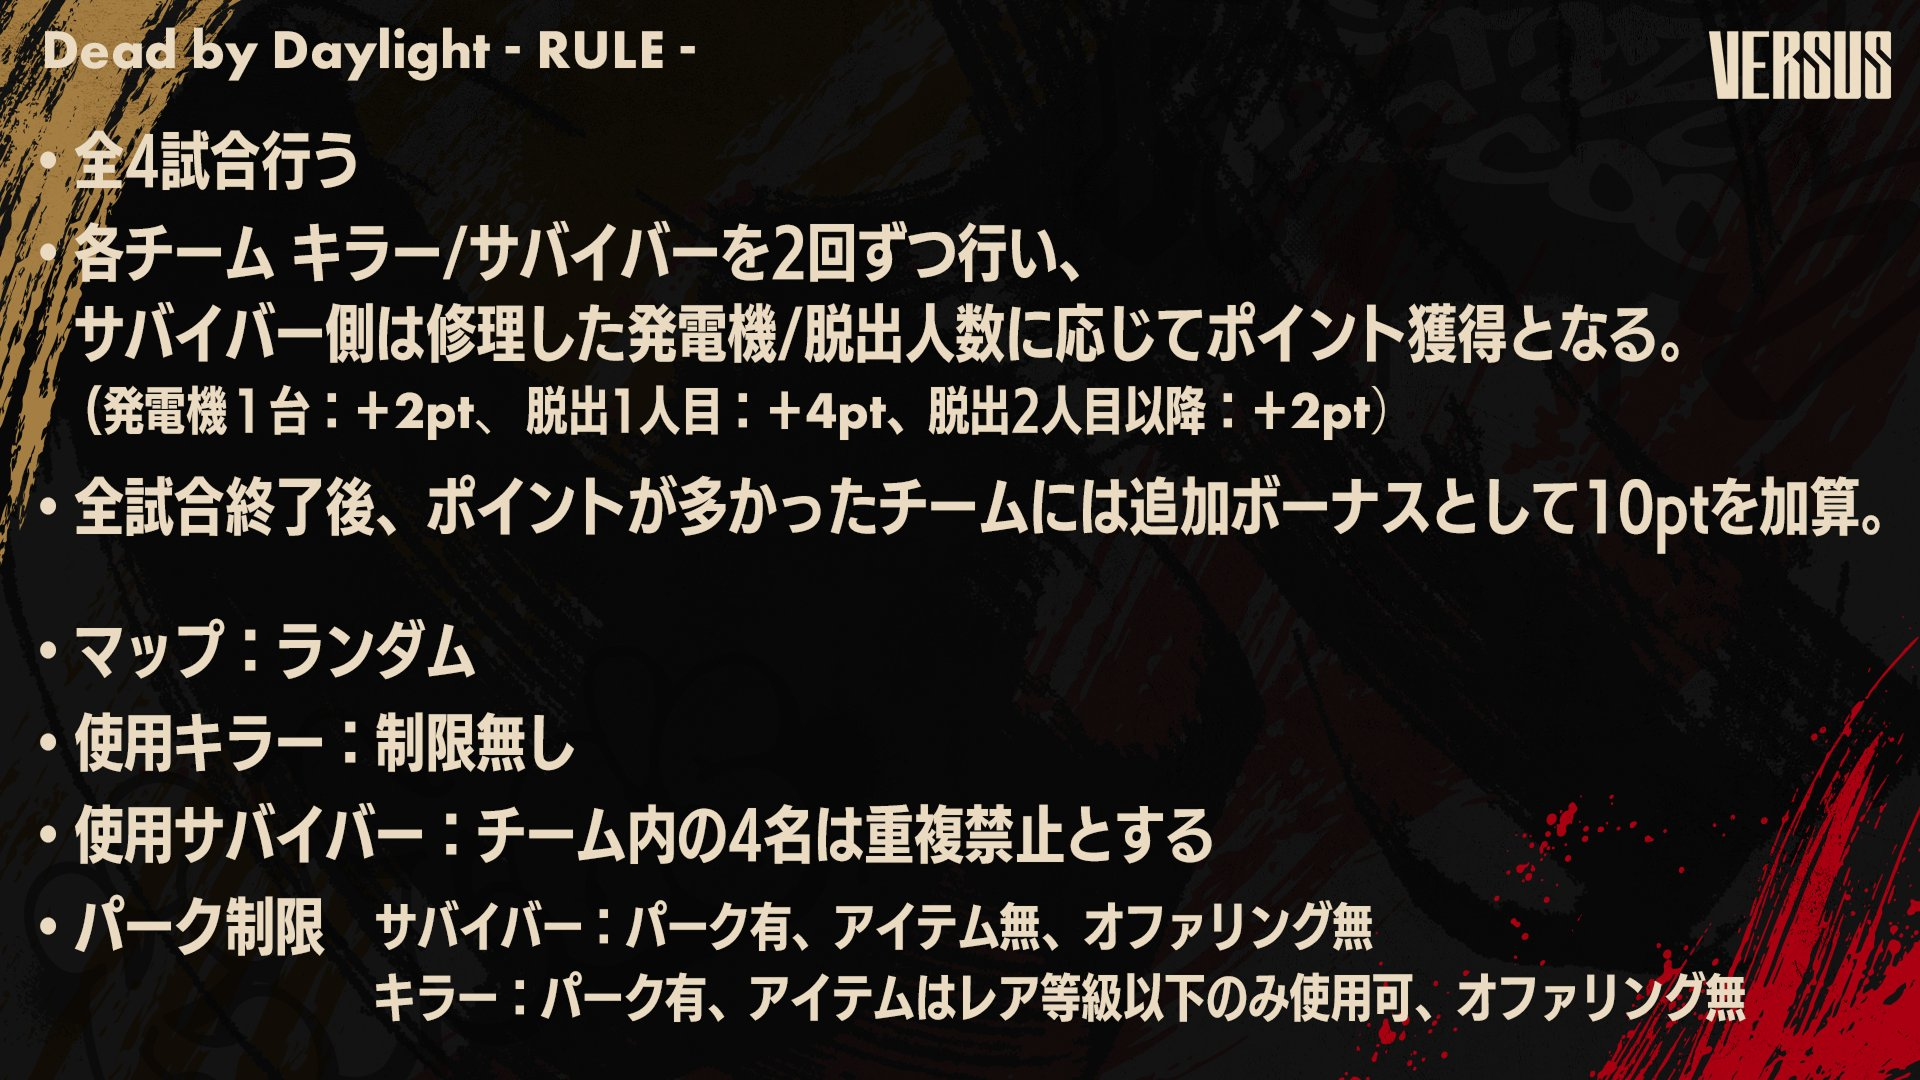 Dead by Daylight - RULE -
VERSUS
・全4試合行う
・各チーム キラー/サバイバーを2回ずつ行い、
サバイバー側は修理した発電機/脱出人数に応じてポイント獲得となる。
（発電機１台：＋2pt、 脱出1人目：＋4pt、脱出2人目以降：＋2pt）
・全試合終了後、ポイントが多かったチームには追加ボーナスとして10ptを加算。
・マップ：ランダム
・使用キラー：制限無し
・使用サバイバー：チーム内の4名は重複禁止とする
・パーク制限　サバイバー：パーク有、アイテム無、オファリング無
キラー：パーク有、アイテムはレア等級以下のみ使用可、オファリング無